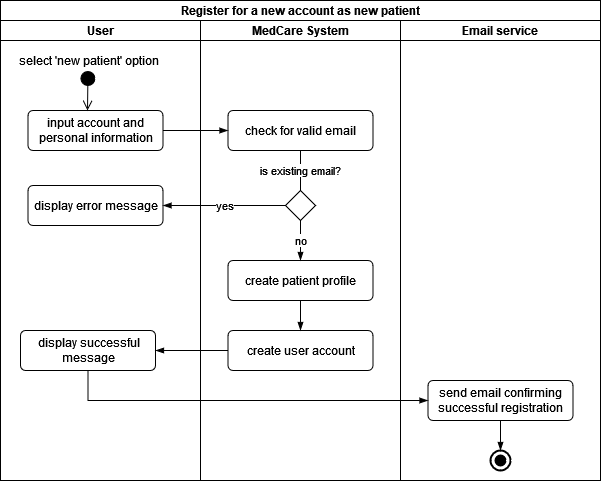 Register for a new account as new patient
User
MedCare System
Email service
select 'new patient' option
input account and
personal information
check for valid email
is existing email?
display error message
yes
no
create patient profile
display successful
message
create user account
send email confirming
successful registration